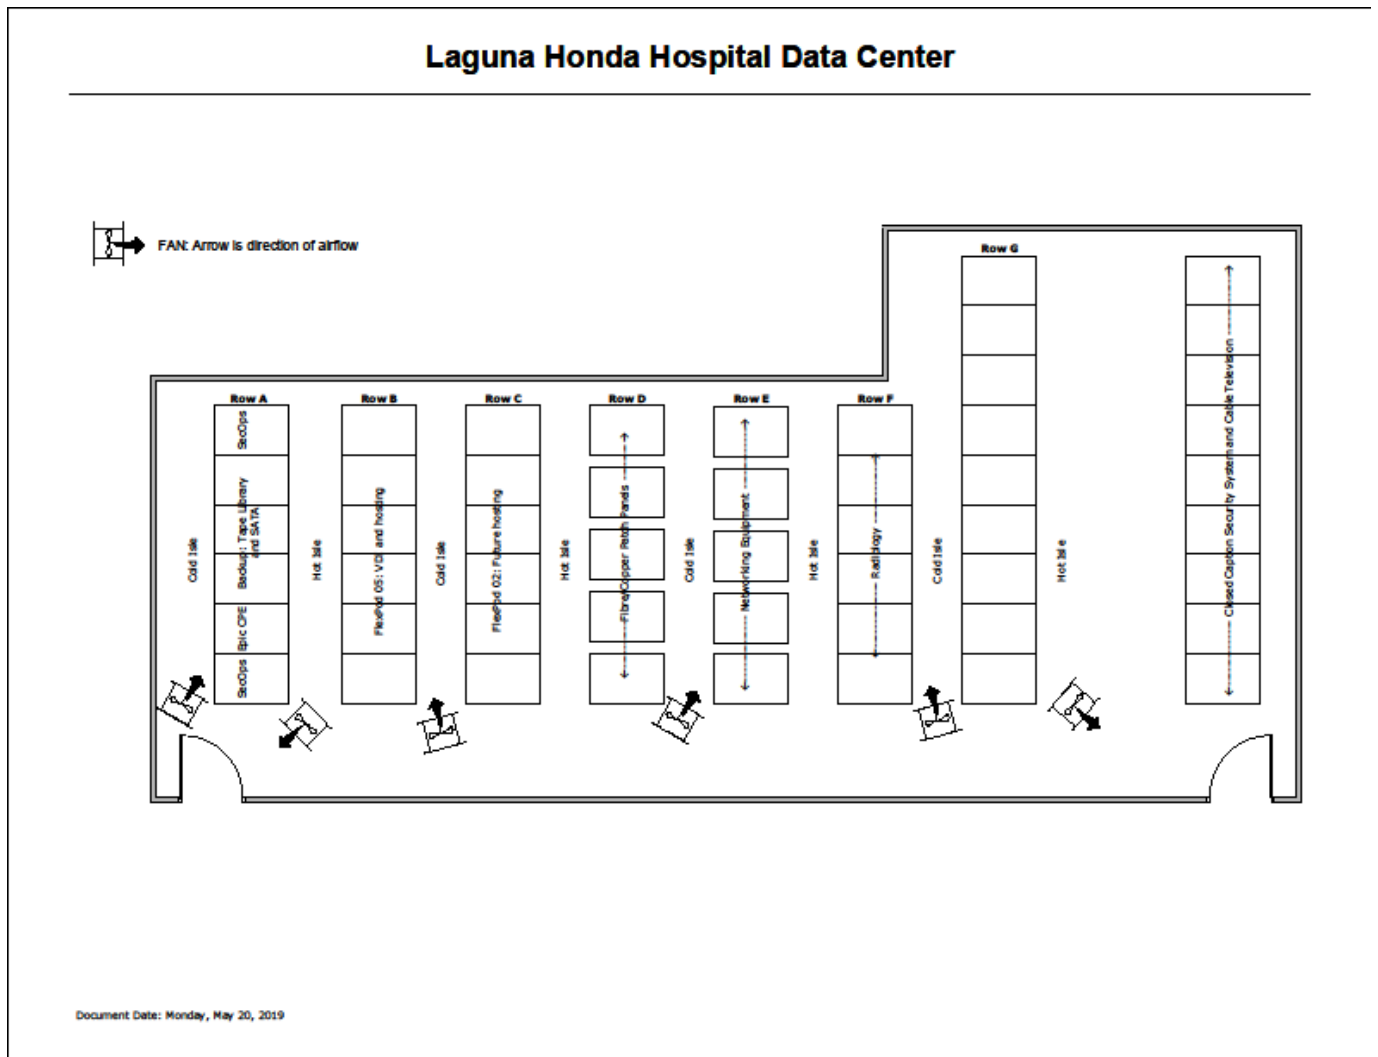 Laguna Honda Hospital Data Center
FAN: Arrow is direction of airflow
Row G
Row A
Row B
Row C
Row D
Row E
Row F
Cold Isle
SecOps
Backup: Tape Library
and SATA
Epic CPE
SecOps
Hot Isle
FlexPod 05: VDI and hosting
Cold Isle
FlexPod 02: Future hosting
Hot Isle
Fibre/Copper Patch Panels
Cold Isle
Networking Equipment
Hot Isle
Radiology
Cold Isle
Hot Isle
Closed Caption Security System and Cable Television
Document Date: Monday, May 20, 2019